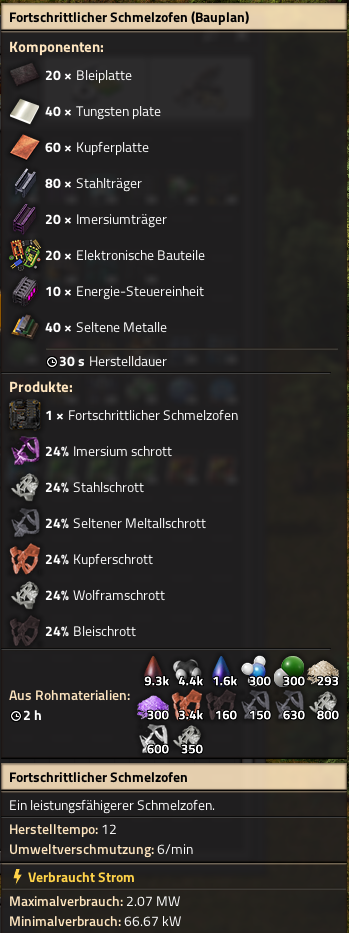 Fortschrittlicher Schmelzofen (Bauplan)
Komponenten:
20 × Bleiplatte
40 × Tungsten plate
60 × Kupferplatte
80 × Stahlträger
20 × Imersiumträger
20 × Elektronische Bauteile
10 × Energie-Steuereinheit
40 × Seltene Metalle
30 s Herstelldauer
Produkte:
1 × Fortschrittlicher Schmelzofen
24% Imersium schrott
24% Stahlschrott
24% Seltener Meltallschrott
24% Kupferschrott
24% Wolframschrott
24% Bleischrott
9.3k 4.4k 1.6k 300 300 293
Aus Rohmaterialien:
300 3.4k 160 150 630 800
2 h
600 350
Fortschrittlicher Schmelzofen
Ein leistungsfähigerer Schmelzofen.
Herstelltempo: 12
Umweltverschmutzung: 6/min
Verbraucht Strom
Maximalverbrauch: 2.07 MW
Minimalverbrauch: 66.67 kW